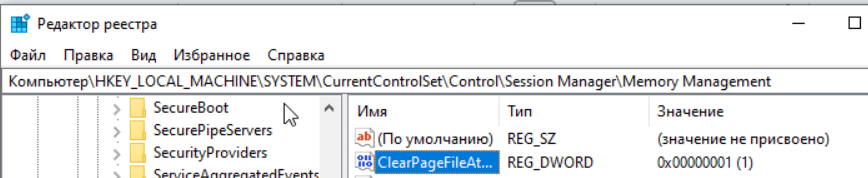 Редактор реестра
Файл Правка Вид Избранное Справка
Компьютер\HKEY_LOCAL_MACHINE\SYSTEM\CurrentControlSet\Control\Session Manager\Memory Management
SecureBoot
SecurePipeServers
SecurityProviders
ServiceAggregatedEvents
Имя Тип Значение
(По умолчанию) REG_SZ (значение не присвоено)
ClearPageFileAt... REG_DWORD 0x00000001 (1)